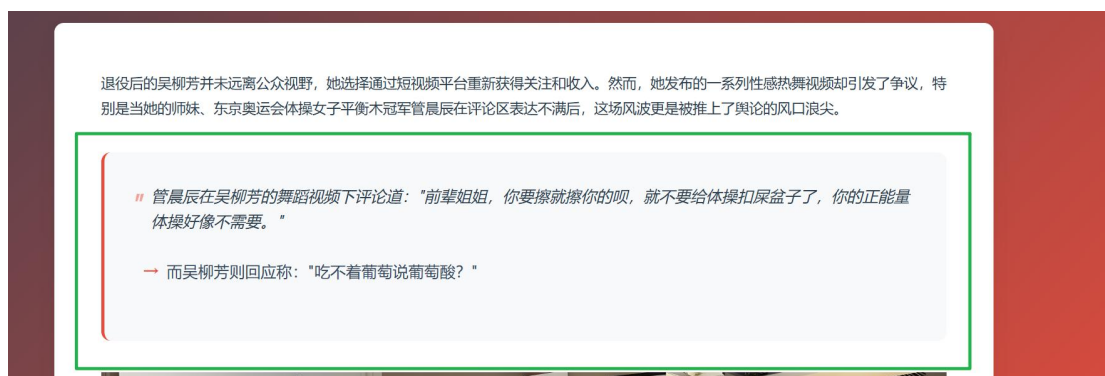 退役后的吴柳芳并未远离公众视野，她选择通过短视频平台重新获得关注和收入。然而，她发布的一系列性感热舞视频却引发了争议，特
别是当她的师妹、东京奥运会体操女子平衡木冠军管晨辰在评论区表达不满后，这场风波更是被推上了舆论的风口浪尖。
" 管晨辰在吴柳芳的舞蹈视频下评论道："前辈姐姐，你要擦就擦你的呗，就不要给体操扣屎盆子了，你的正能量
体操好像不需要。"
→ 而吴柳芳则回应称："吃不着葡萄说葡萄酸？"